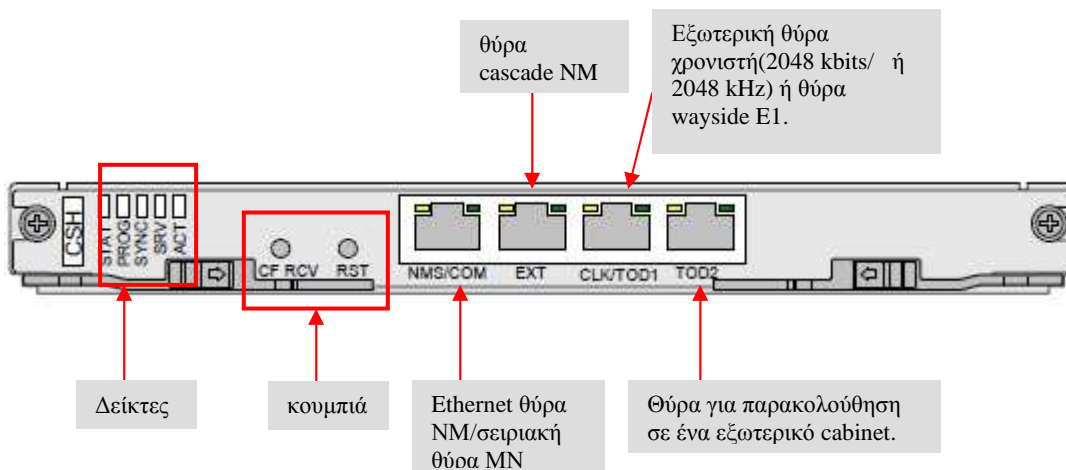 θύρα
cascade NM
Εξωτερική θύρα
χρονιστή(2048 kbits/ ή
2048 kHz) ή θύρα
wayside E1.
CSH
STAT
PROG
SYNC
SRV
ACT
CF RCV
RST
NMS/COM
EXT
CLK/TOD1
TOD2
Δείκτες
κουμπιά
Ethernet θύρα
NM/σειριακή
θύρα MN
Θύρα για παρακολούθηση
σε ένα εξωτερικό cabinet.